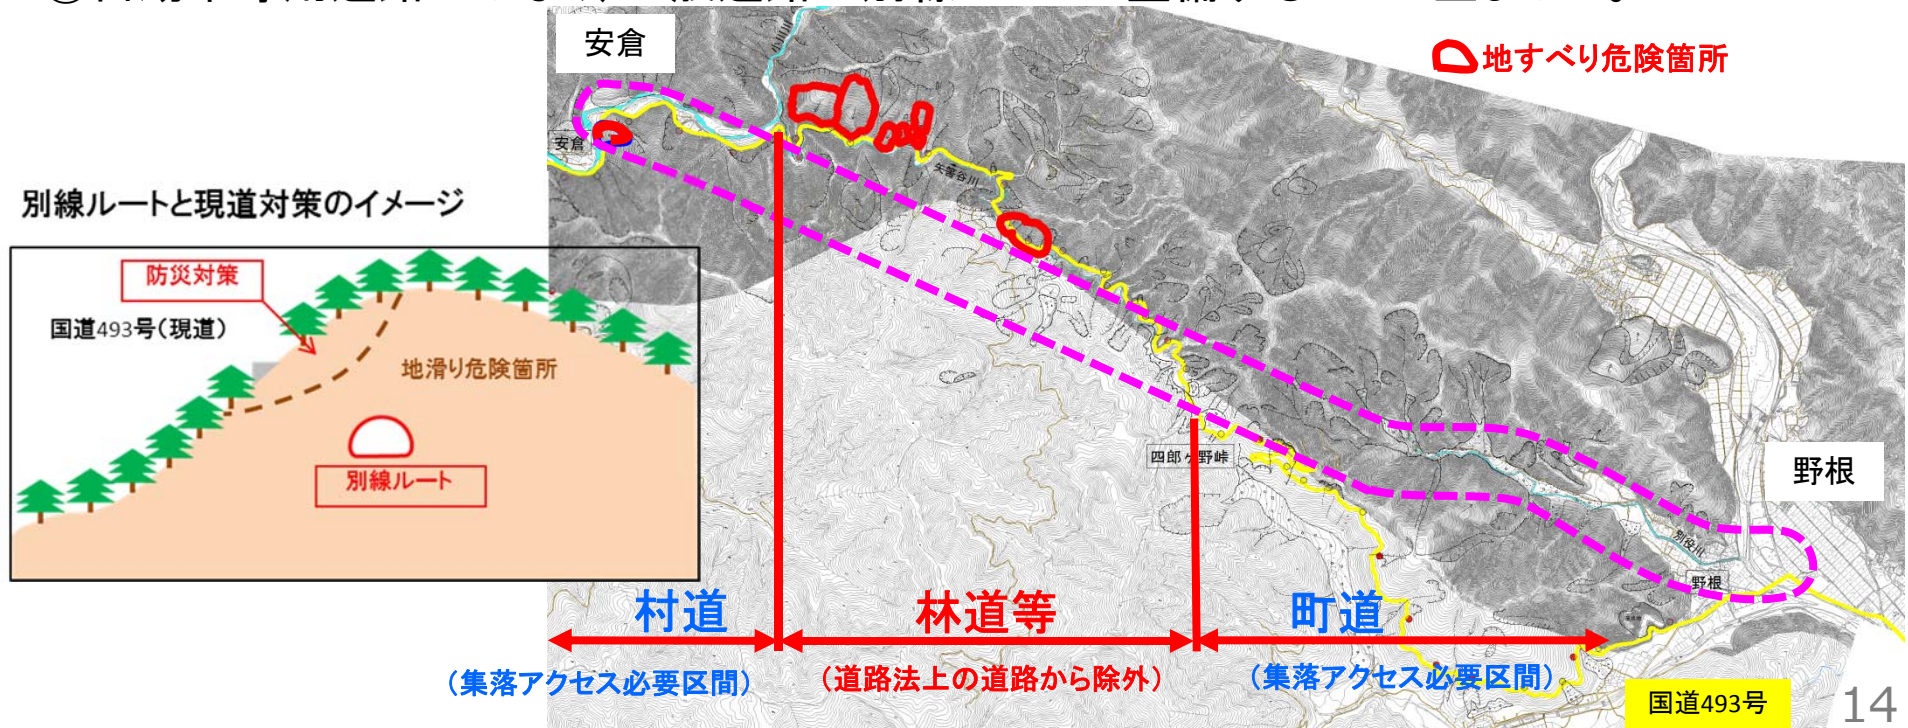 安倉
地すべり危険箇所
小川川
安倉
矢筈谷川
別線ルートと現道対策のイメージ
防災対策
国道493号(現道)
地滑り危険箇所
別線ルート
四郎ヶ野峠
野根
別役川
野根
村道
林道等
町道
(集落アクセス必要区間)
(道路法上の道路から除外)
(集落アクセス必要区間)
国道493号
14